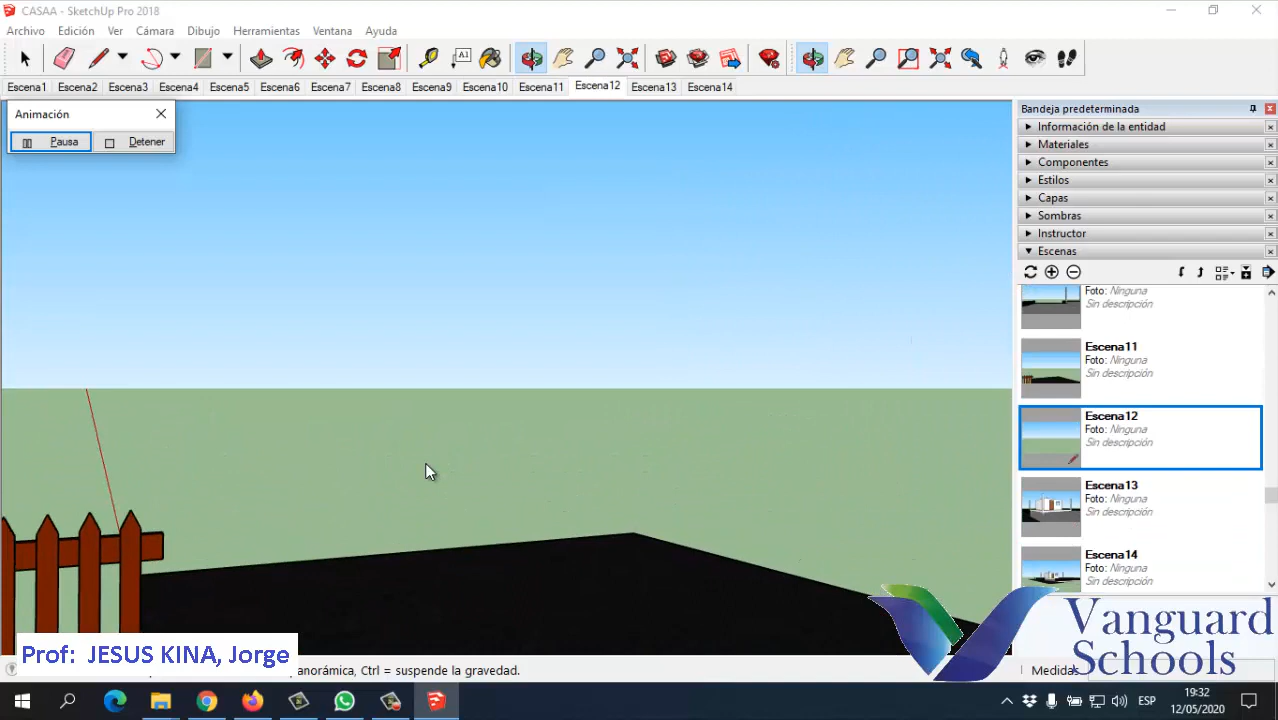 CASAA - SketchUp Pro 2018
Archivo Edición Ver Cámara Dibujo Herramientas Ventana Ayuda
A1
Escena1 Escena2 Escena3 Escena4 Escena5 Escena6 Escena7 Escena8 Escena9 Escena10 Escena11 Escena12 Escena13 Escena14
Animación
Pausa Detener
Bandeja predeterminada
Información de la entidad
Materiales
Componentes
Estilos
Capas
Sombras
Instructor
Escenas
Foto: Ninguna
Sin descripción
Escena11
Foto: Ninguna
Sin descripción
Escena12
Foto: Ninguna
Sin descripción
Escena13
Foto: Ninguna
Sin descripción
Escena14
Foto: Ninguna
Sin descripción
Vanguard
Schools
Prof: JESUS KINA, Jorge
panorámica, Ctrl = suspende la gravedad.
Medidas
ESP
19:32
12/05/2020